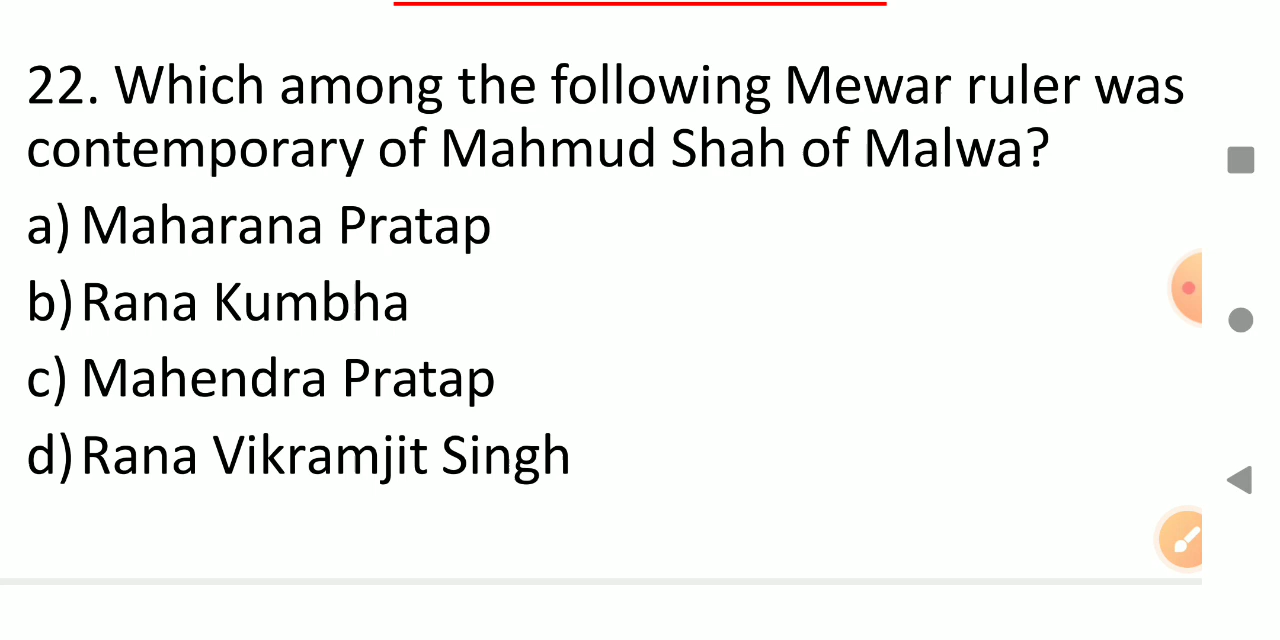 22. Which among the following Mewar ruler was
contemporary of Mahmud Shah of Malwa?
a) Maharana Pratap
b) Rana Kumbha
c) Mahendra Pratap
d) Rana Vikramjit Singh